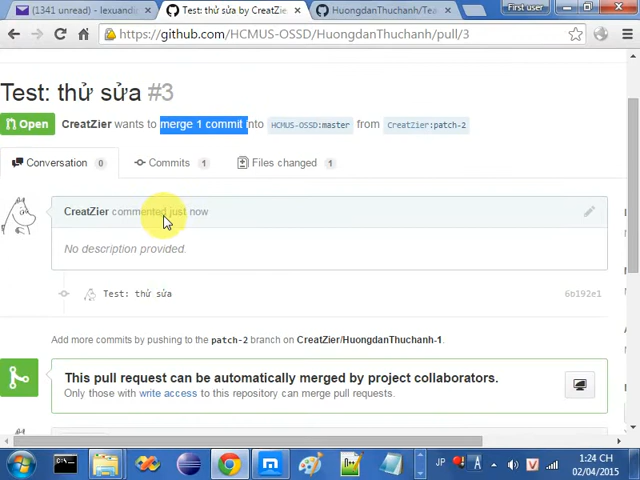 (1341 unread) - lexuandu
Test: thử sửa by CreatZie
HuongdanThuchanh/Tea
First user
https://github.com/HCMUS-OSSD/HuongdanThuchanh/pull/3
Test: thử sửa #3
Open
CreatZier wants to merge 1 commit into HCMUS-OSSD:master from CreatZier:patch-2
Conversation 0
Commits 1
Files changed 1
CreatZier commented just now
No description provided.
Test: thử sửa
6b192e1
Add more commits by pushing to the patch-2 branch on CreatZier/HuongdanThuchanh-1.
This pull request can be automatically merged by project collaborators.
Only those with write access to this repository can merge pull requests.
JP
A
V
1:24 CH
02/04/2015